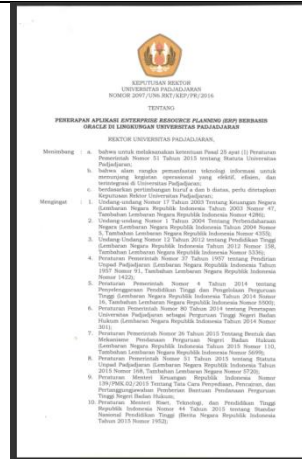 KEPUTUSAN REKTOR
UNIVERSITAS PADJADJARAN
NOMOR 2097/UN6.RKT/KEP/PR/2016
TENTANG
PENERAPAN APLIKASI ENTERPRISE RESOURCE PLANNING (ERP) BERBASIS
ORACLE DI LINGKUNGAN UNIVERSITAS PADJADJARAN
REKTOR UNIVERSITAS PADJADJARAN,
Menimbang : a. bahwa untuk melaksanakan ketentuan Pasal 25 ayat (1) Peraturan
Pemerintah Nomor 51 Tahun 2015 tentang Statuta Universitas
Padjadjaran;
b. bahwa dalam rangka pemanfaatan teknologi informasi untuk
menunjang kegiatan operasional yang efektif, efisien, dan
terintegrasi di Universitas Padjadjaran;
c. berdasarkan pertimbangan huruf a dan b diatas, perlu ditetapkan
Keputusan Rektor Universitas Padjadjaran.
Mengingat : 1. Undang-undang Nomor 17 Tahun 2003 Tentang Keuangan Negara
(Lembaran Negara Republik Indonesia Tahun 2003 Nomor 47,
Tambahan Lembaran Negara Republik Indonesia Nomor 4286);
2. Undang-undang Nomor 1 Tahun 2004 Tentang Perbendaharaan
Negara (Lembaran Negara Republik Indonesia Tahun 2004 Nomor
5, Tambahan Lembaran Negara Republik Indonesia Nomor 4355);
3. Undang-Undang Nomor 12 Tahun 2012 tentang Pendidikan Tinggi
(Lembaran Negara Republik Indonesia Tahun 2012 Nomor 158,
Tambahan Lembaran Negara Republik Indonesia Nomor 5336);
4. Peraturan Pemerintah Nomor 37 Tahun 1957 tentang Pendirian
Unpad Padjadjaran (Lembaran Negara Republik Indonesia Tahun
1957 Nomor 91, Tambahan Lembaran Negara Republik Indonesia
Nomor 1422);
5. Peraturan Pemerintah Nomor 4 Tahun 2014 tentang
Penyelenggaraan Pendidikan Tinggi dan Pengelolaan Perguruan
Tinggi (Lembaran Negara Republik Indonesia Tahun 2014 Nomor
16, Tambahan Lembaran Negara Republik Indonesia Nomor 5500);
6. Peraturan Pemerintah Nomor 80 Tahun 2014 tentang Penetapan
Universitas Padjadjaran sebagai Perguruan Tinggi Negeri Badan
Hukum (Lembaran Negara Republik Indonesia Tahun 2014 Nomor
301);
7. Peraturan Pemerintah Nomor 26 Tahun 2015 Tentang Bentuk dan
Mekanisme Pendanaan Perguruan Negeri Badan Hukum
(Lembaran Negara Republik Indonesia Tahun 2015 Nomor 110,
Tambahan Lembaran Negara Nomor 5699);
8. Peraturan Pemerintah Nomor 51 Tahun 2015 tentang Statuta
Unpad Padjadjaran (Lembaran Negara Republik Indonesia Tahun
2015 Nomor 168, Tambahan Lembaran Negara Nomor 5720);
9. Peraturan Menteri Keuangan Republik Indonesia Nomor
139/PMK.02/2015 Tentang Tata Cara Penyediaan, Pencairan, dan
Pertanggungjawaban Pemberian Bantuan Pendanaan Perguruan
Tinggi Negeri Badan Hukum;
10. Peraturan Menteri Riset, Teknologi, dan Pendidikan Tinggi
Republik Indonesia Nomor 44 Tahun 2015 tentang Standar
Nasional Pendidikan Tinggi (Berita Negara Republik Indonesia
Tahun 2015 Nomor 1952);